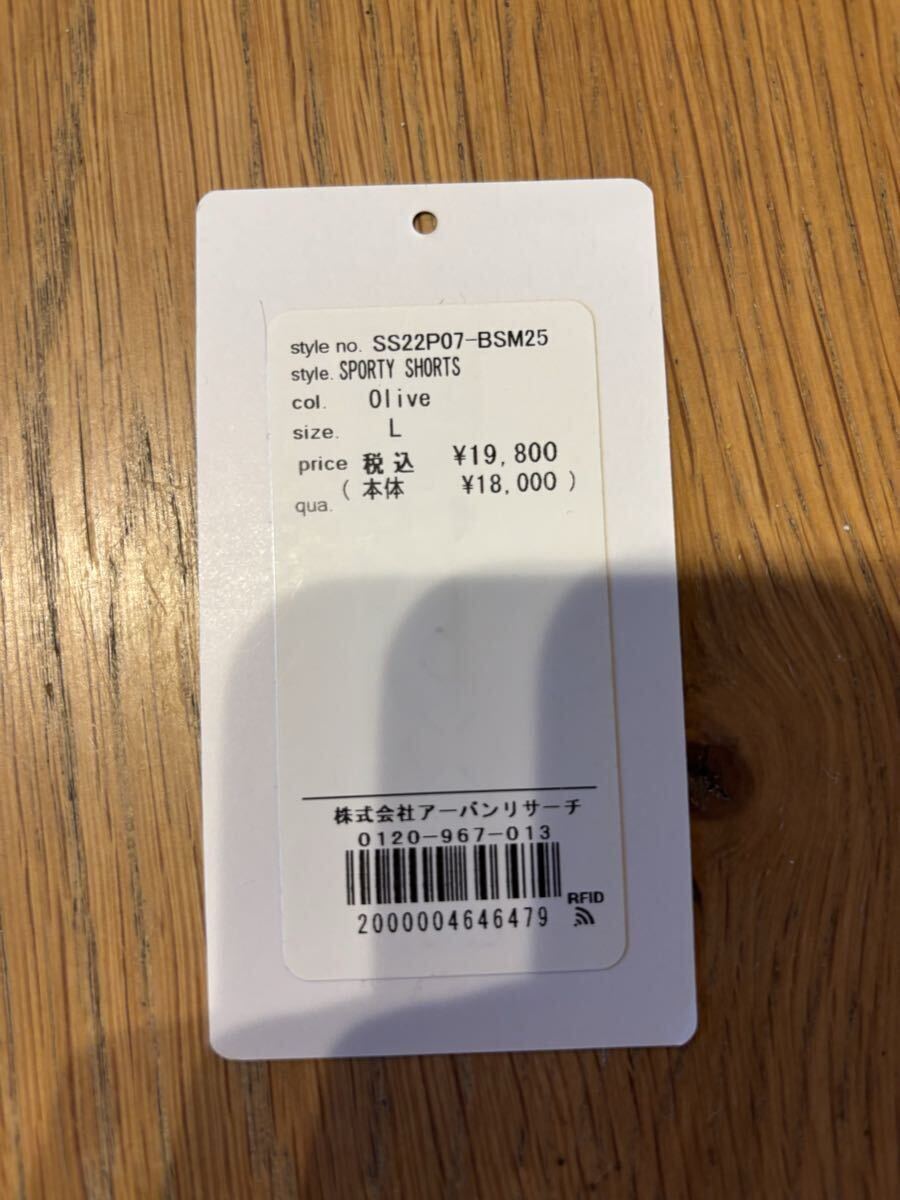 style no. SS22P07-BSM25
style. SPORTY SHORTS
col. Olive
size. L
price 税込 ¥19,800
qua. ( 本体 ¥18,000 )
株式会社アーバンリサーチ
0120-967-013
RFID
2000004646479